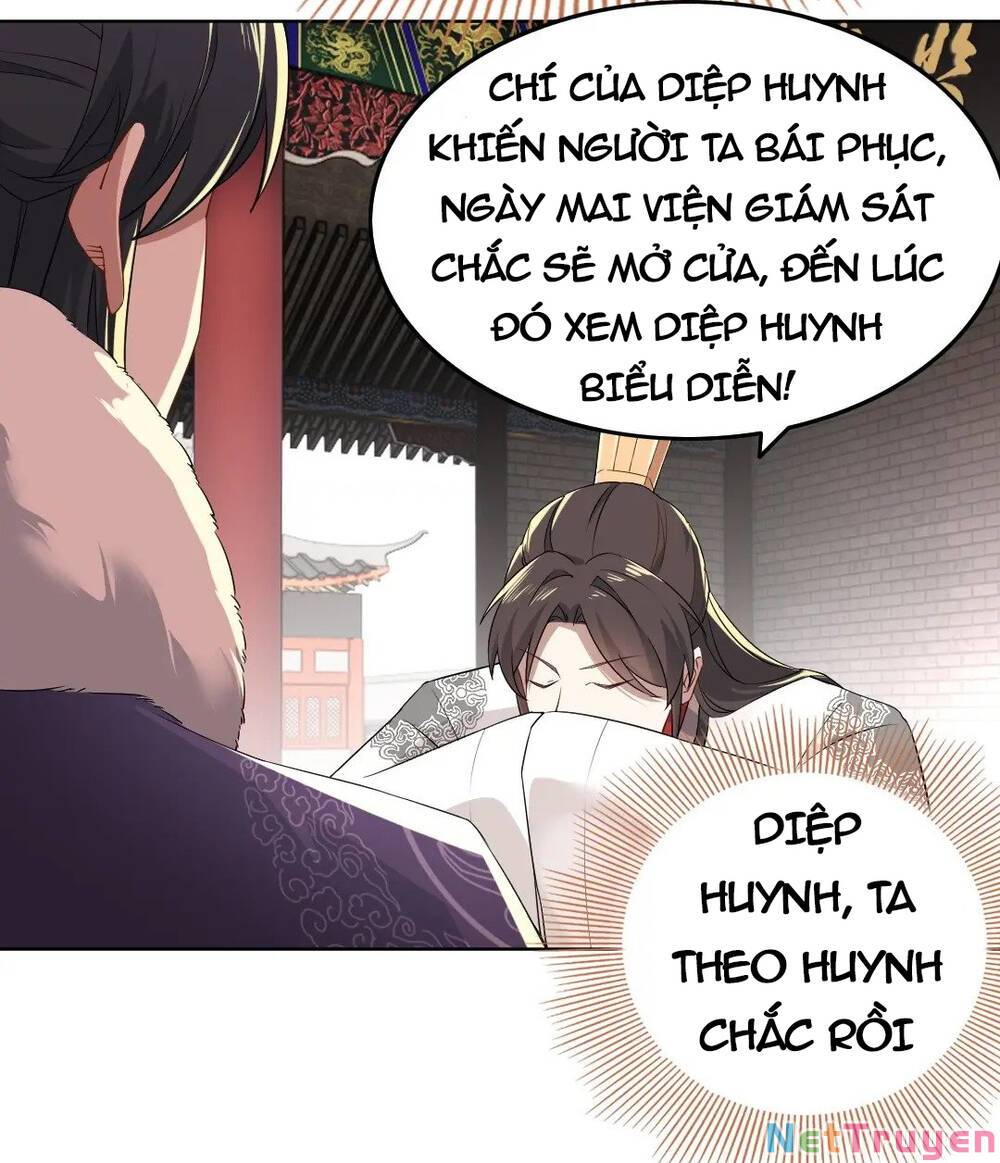 CHÍ CỦA DIỆP HUYNH
KHIẾN NGƯỜI TA BÁI PHỤC,
NGÀY MAI VIỆN GIÁM SÁT
CHẮC SẼ MỞ CỬA, ĐẾN LÚC
ĐÓ XEM DIỆP HUYNH
BIỂU DIỄN!
DIỆP
HUYNH, TA
THEO HUYNH
CHẮC RỒI
NetTruyen